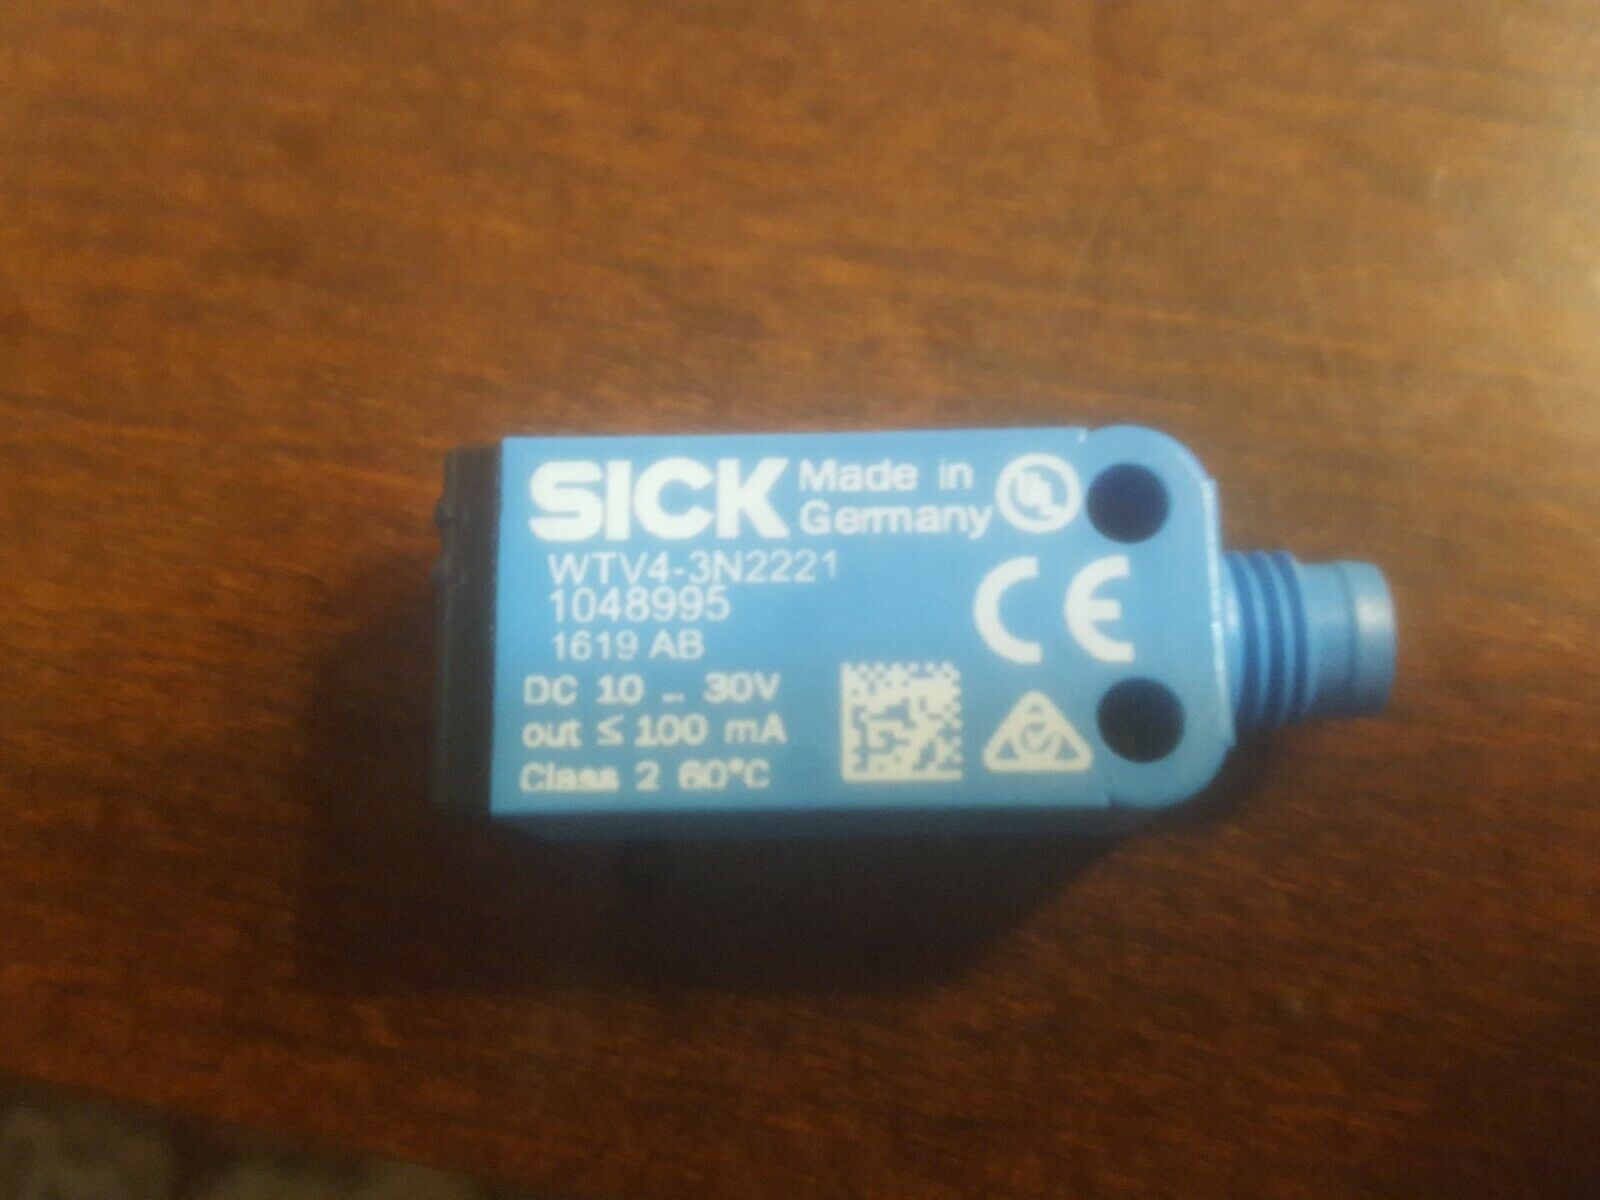 SICK Made in Germany
WTV4-3N2221
1048995
1619 AB
DC 10 ... 30V
out ≤ 100 mA
Class 2 60°C
UL
CE